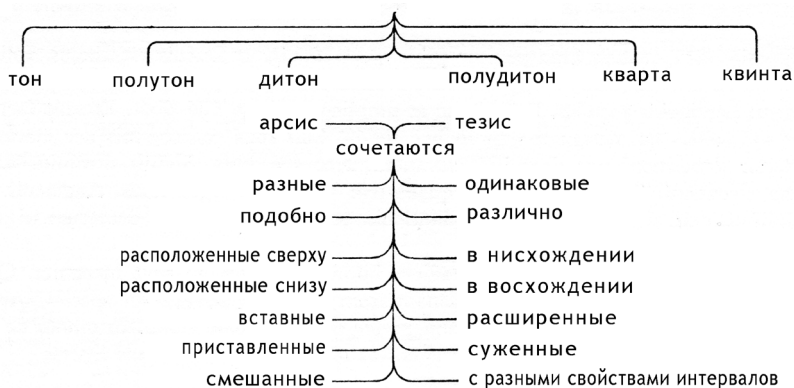 тон полутон дитон полудитон кварта квинта
арсис тезис
сочетаются
разные одинаковые
подобно различно
расположенные сверху в нисхождении
расположенные снизу в восхождении
вставные расширенные
приставленные суженные
смешанные с разными свойствами интервалов